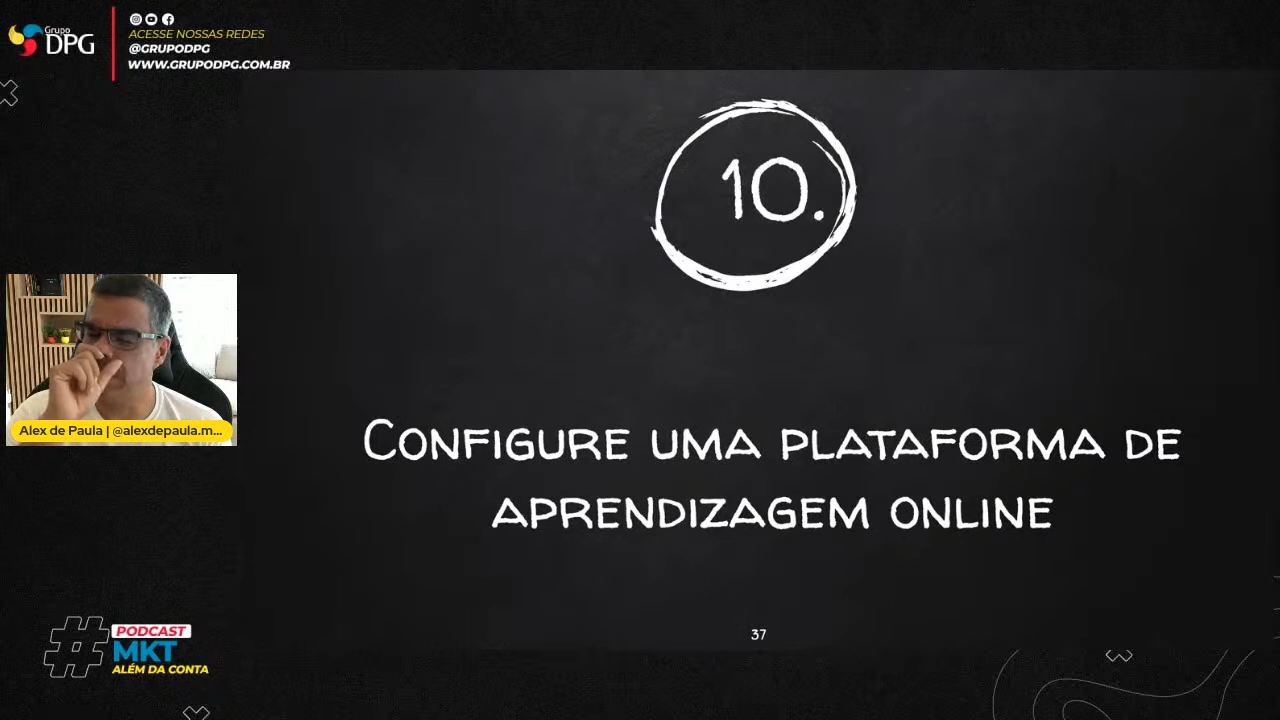 Grupo
DPG
ACESSE NOSSAS REDES
@GRUPODPG
WWW.GRUPODPG.COM.BR
10.
CONFIGURE UMA PLATAFORMA DE
APRENDIZAGEM ONLINE
Alex de Paula | @alexdepaula.m...
37
#
PODCAST
MKT
ALÉM DA CONTA